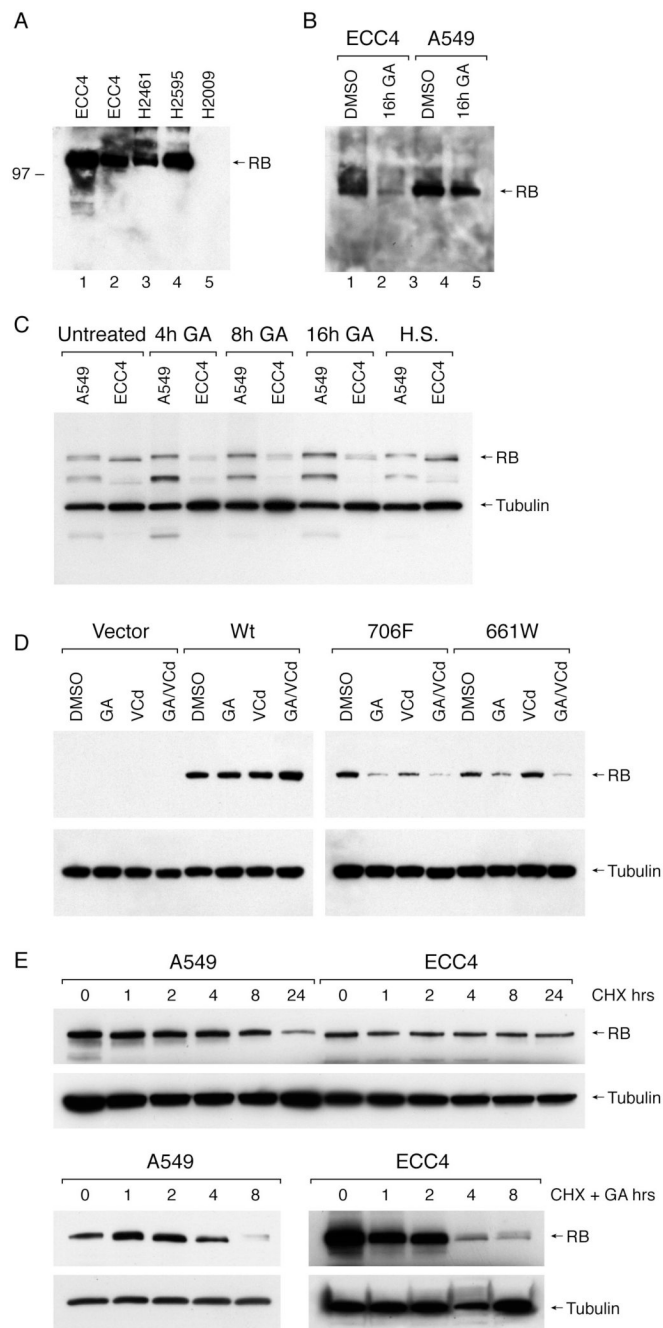 A
ECC4 ECC4 H2461 H2595 H2009
97 –
←RB
1 2 3 4 5
B
ECC4 A549
DMSO 16h GA DMSO 16h GA
←RB
1 2 3 4 5
C
Untreated 4h GA 8h GA 16h GA H.S.
A549 ECC4 A549 ECC4 A549 ECC4 A549 ECC4 A549 ECC4
←RB
←Tubulin
D
Vector Wt 706F 661W
DMSO GA VCd GA/VCd DMSO GA VCd GA/VCd DMSO GA VCd GA/VCd DMSO GA VCd GA/VCd
←RB
←Tubulin
E
A549 ECC4
0 1 2 4 8 24 0 1 2 4 8 24 CHX hrs
←RB
←Tubulin
A549 ECC4
0 1 2 4 8 0 1 2 4 8 CHX + GA hrs
←RB
←Tubulin